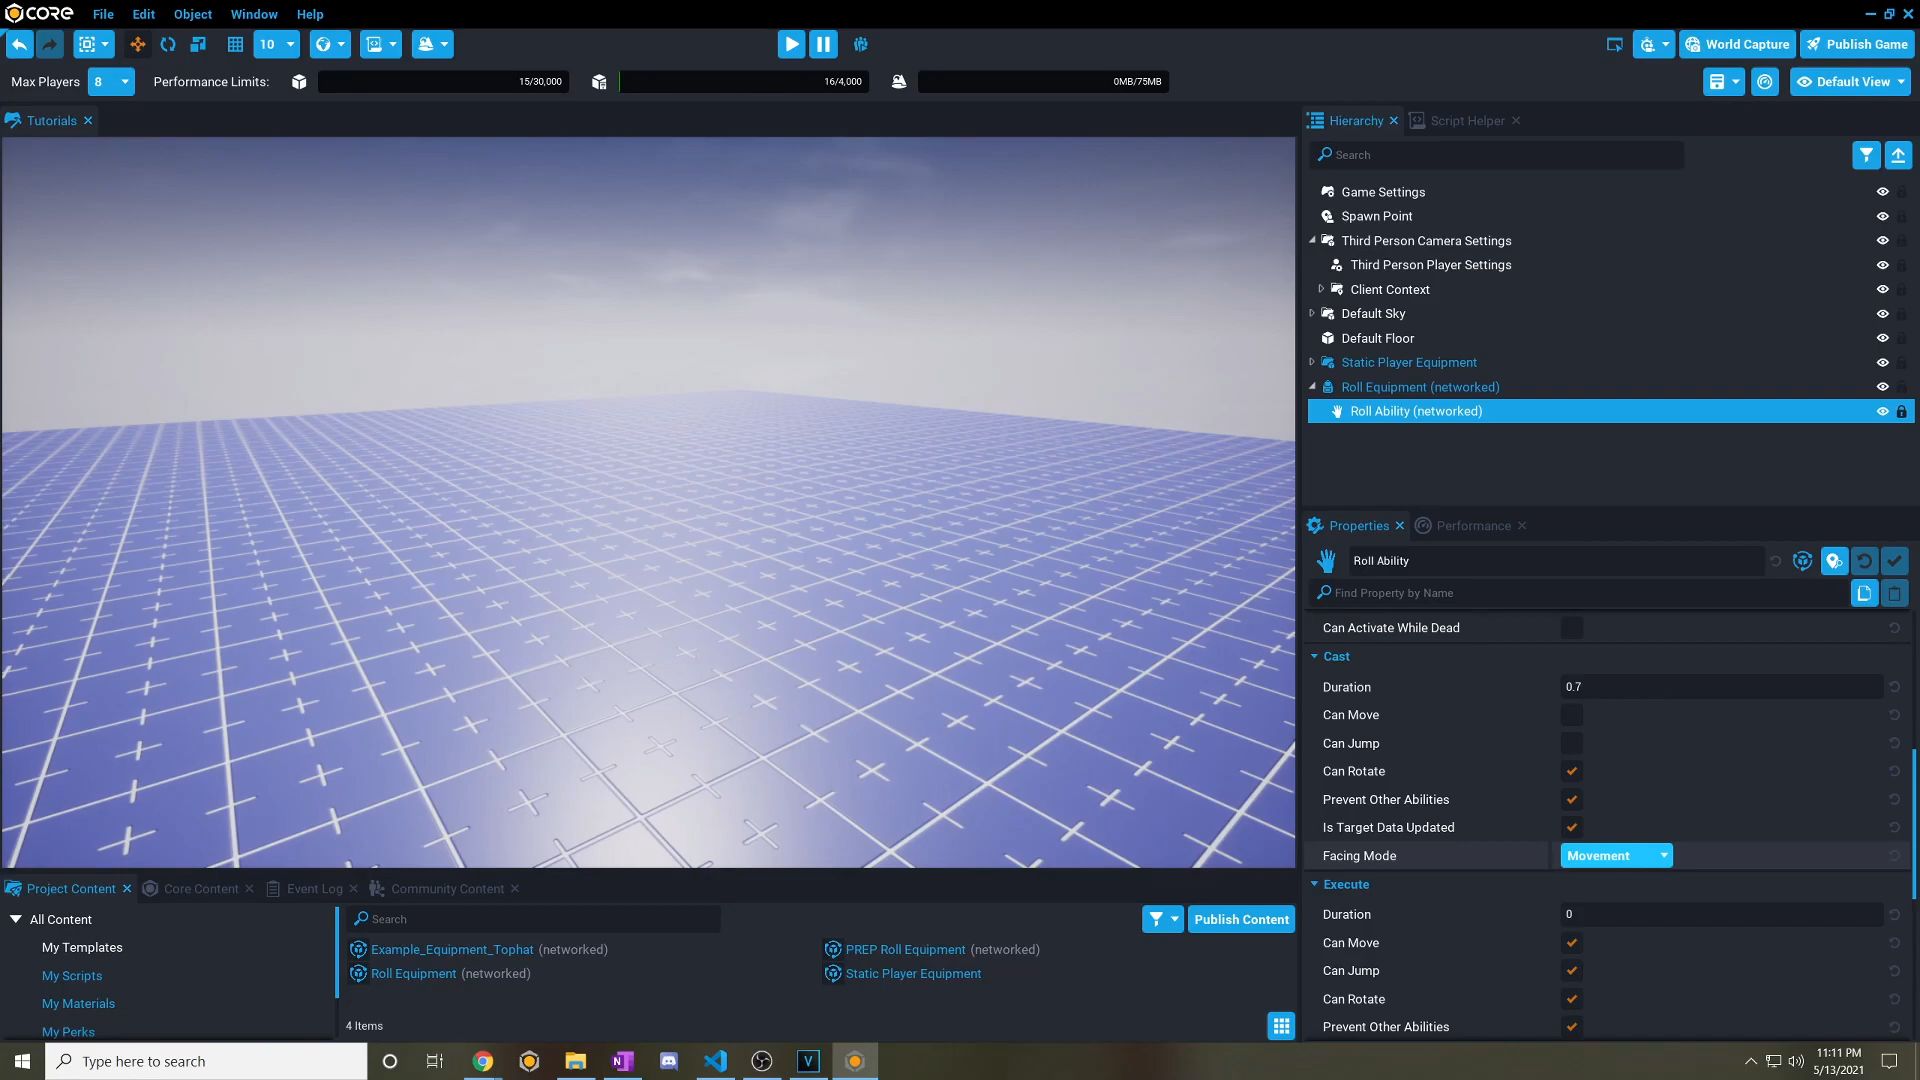 CORE File Edit Object Window Help
10 World Capture Publish Game
Max Players 8 Performance Limits: 15/30,000 16/4,000 0MB/75MB Default View
Tutorials
Hierarchy Script Helper
Search
Game Settings
Spawn Point
Third Person Camera Settings
Third Person Player Settings
Client Context
Default Sky
Default Floor
Static Player Equipment
Roll Equipment (networked)
Roll Ability (networked)
Properties Performance
Roll Ability
Find Property by Name
Can Activate While Dead
Cast
Duration 0.7
Can Move
Can Jump
Can Rotate
Prevent Other Abilities
Is Target Data Updated
Facing Mode Movement
Execute
Duration 0
Can Move
Can Jump
Can Rotate
Prevent Other Abilities
Project Content Core Content Event Log Community Content
All Content
My Templates
My Scripts
My Materials
My Perks
Search Publish Content
Example_Equipment_Tophat (networked) PREP Roll Equipment (networked)
Roll Equipment (networked) Static Player Equipment
4 Items
Type here to search
N V
11:11 PM
5/13/2021